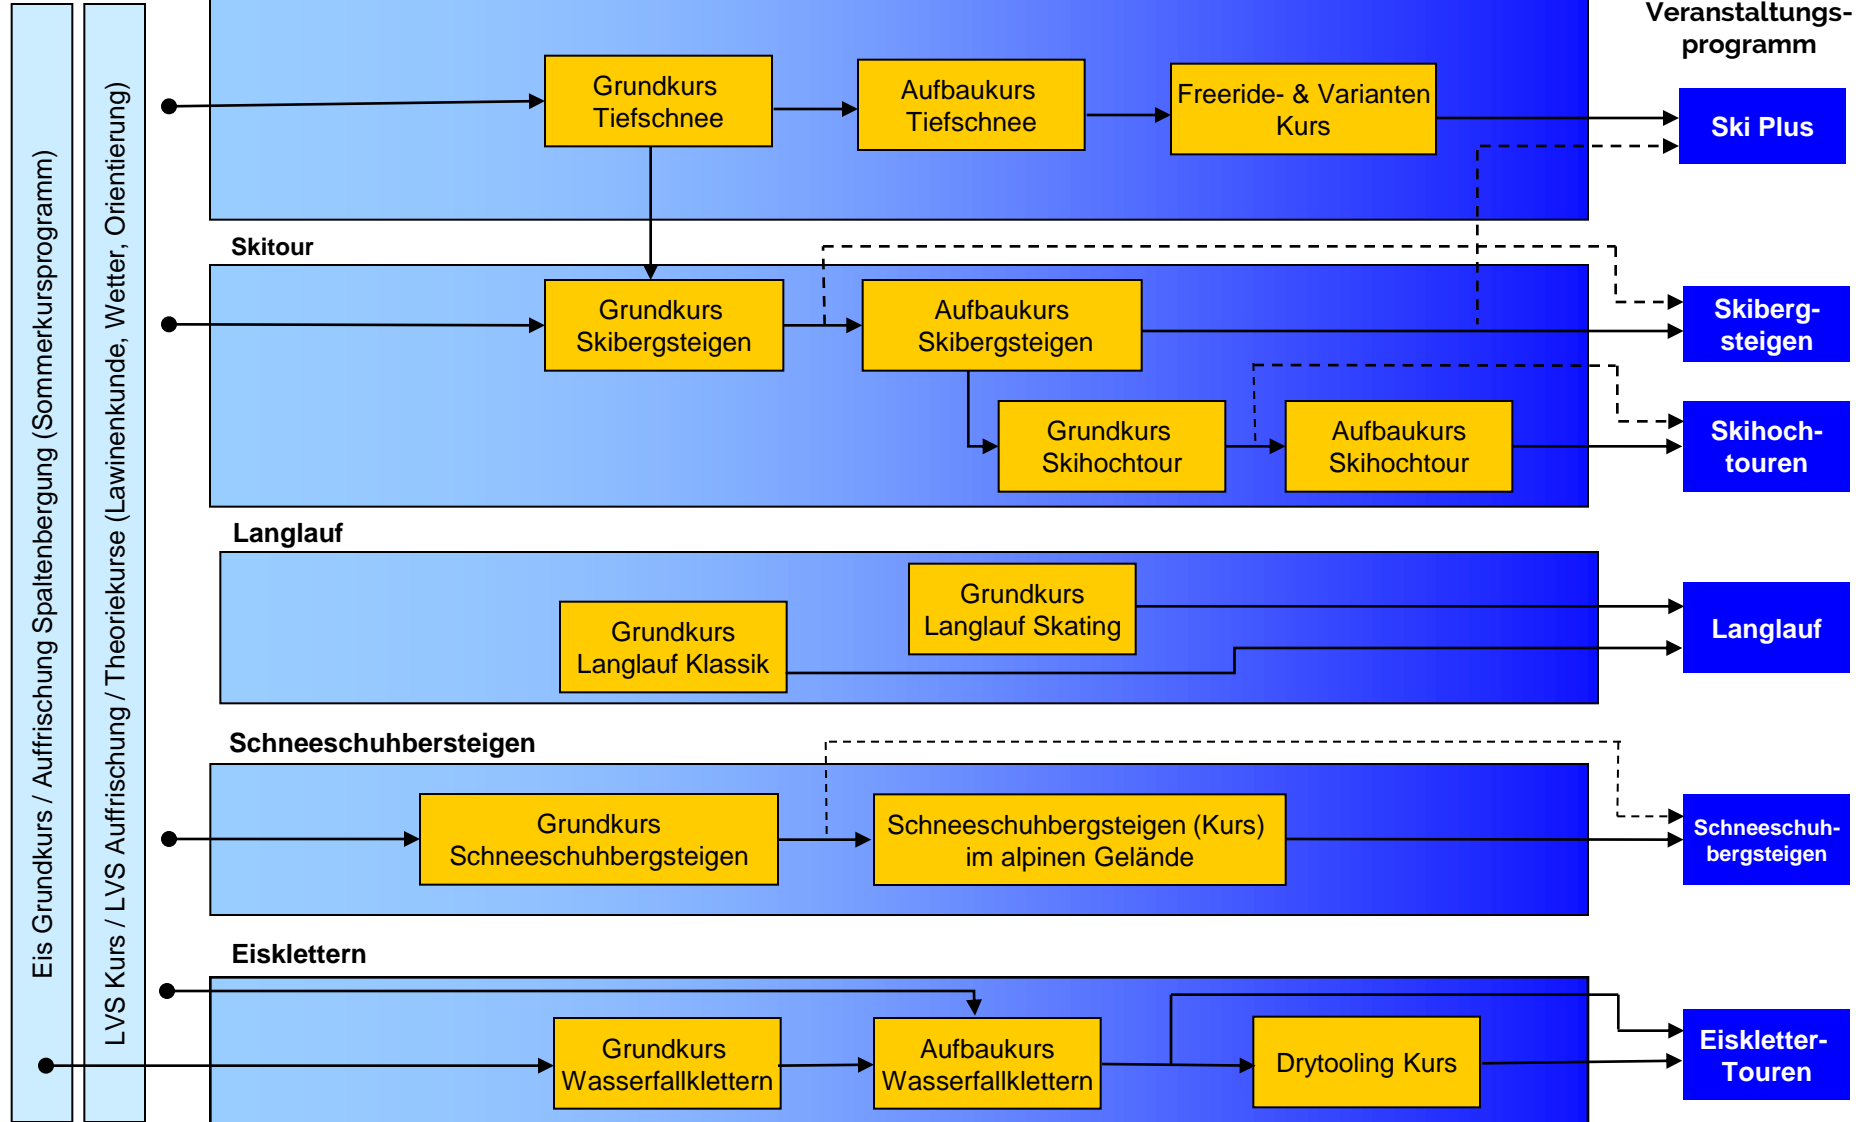 Veranstaltungs-
programm
Eis Grundkurs / Auffrischung Spaltenbergung (Sommerkursprogramm)
LVS Kurs / LVS Auffrischung / Theoriekurse (Lawinenkunde, Wetter, Orientierung)
Grundkurs
Tiefschnee
Aufbaukurs
Tiefschnee
Freeride- & Varianten
Kurs
Ski Plus
Skitour
Grundkurs
Skibergsteigen
Aufbaukurs
Skibergsteigen
Skiberg-
steigen
Grundkurs
Skihochtour
Aufbaukurs
Skihochtour
Skihoch-
touren
Langlauf
Grundkurs
Langlauf Skating
Grundkurs
Langlauf Klassik
Langlauf
Schneeschuhbersteigen
Grundkurs
Schneeschuhbergsteigen
Schneeschuhbergsteigen (Kurs)
im alpinen Gelände
Schneeschuh-
bergsteigen
Eisklettern
Grundkurs
Wasserfallklettern
Aufbaukurs
Wasserfallklettern
Drytooling Kurs
Eiskletter-
Touren